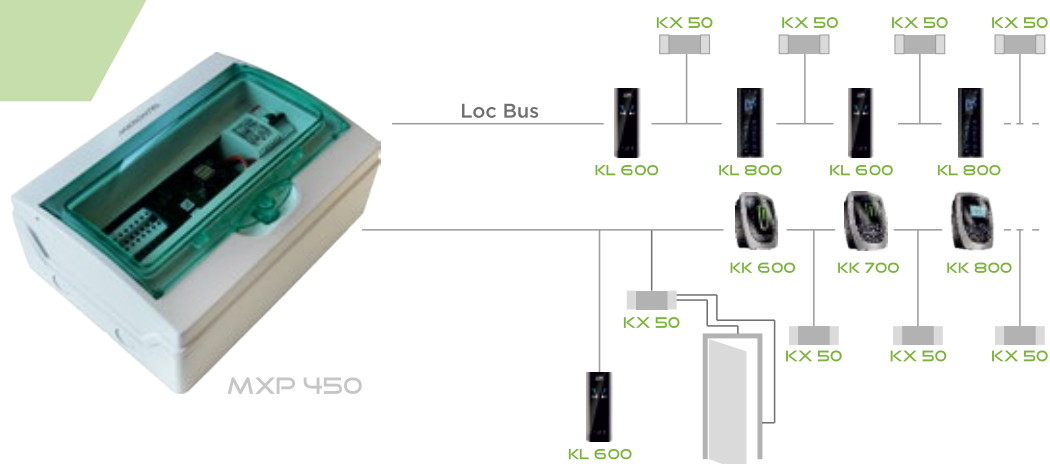 KX 50 KX 50 KX 50 KX 50
MICRONTEL
Loc Bus
KL 600 KL 800 KL 600 KL 800
KK 600 KK 700 KK 800
KX 50
KX 50 KX 50 KX 50
MXP 450
KL 600